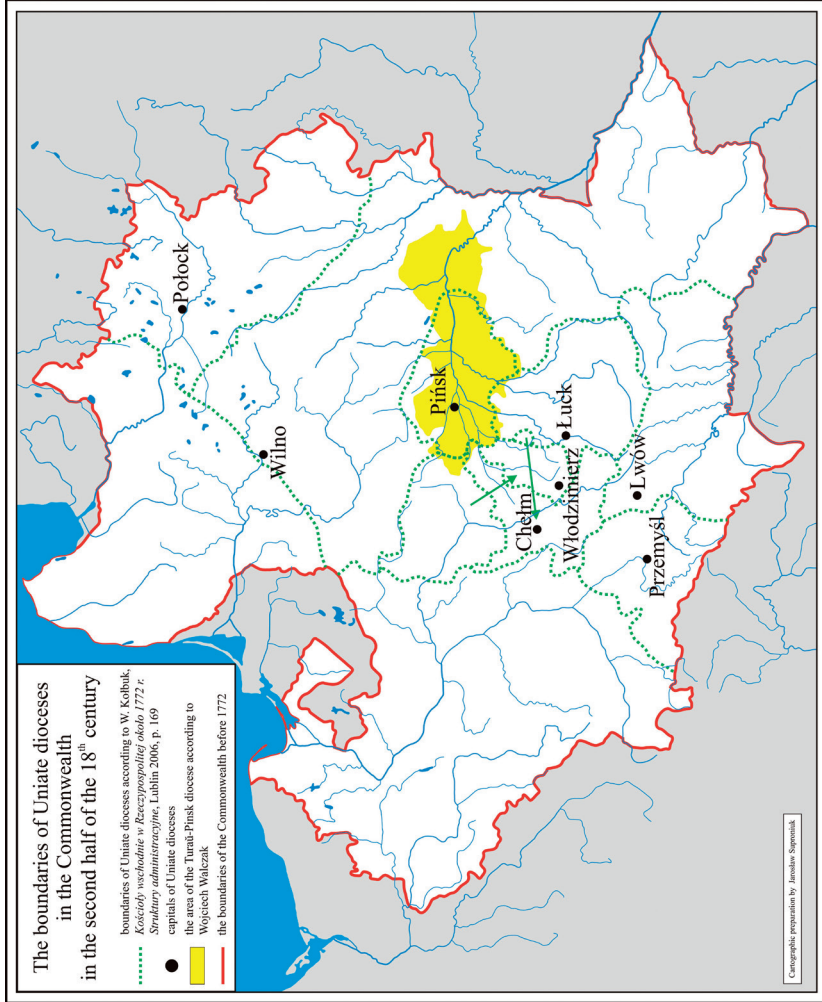 The boundaries of Uniate dioceses
in the Commonwealth
in the second half of the 18th century
boundaries of Uniate dioceses according to W. Kołbuk,
Kościoły wschodnie w Rzeczypospolitej około 1772 r.
Struktury administracyjne, Lublin 2006, p. 169
capitals of Uniate dioceses
the area of the Turaŭ-Pinsk diocese according to
Wojciech Walczak
the boundaries of the Commonwealth before 1772
Połock
Wilno
Pińsk
Chełm
Włodzimierz
Łuck
Lwów
Przemyśl
Cartographic preparation by Jarosław Suproniuk